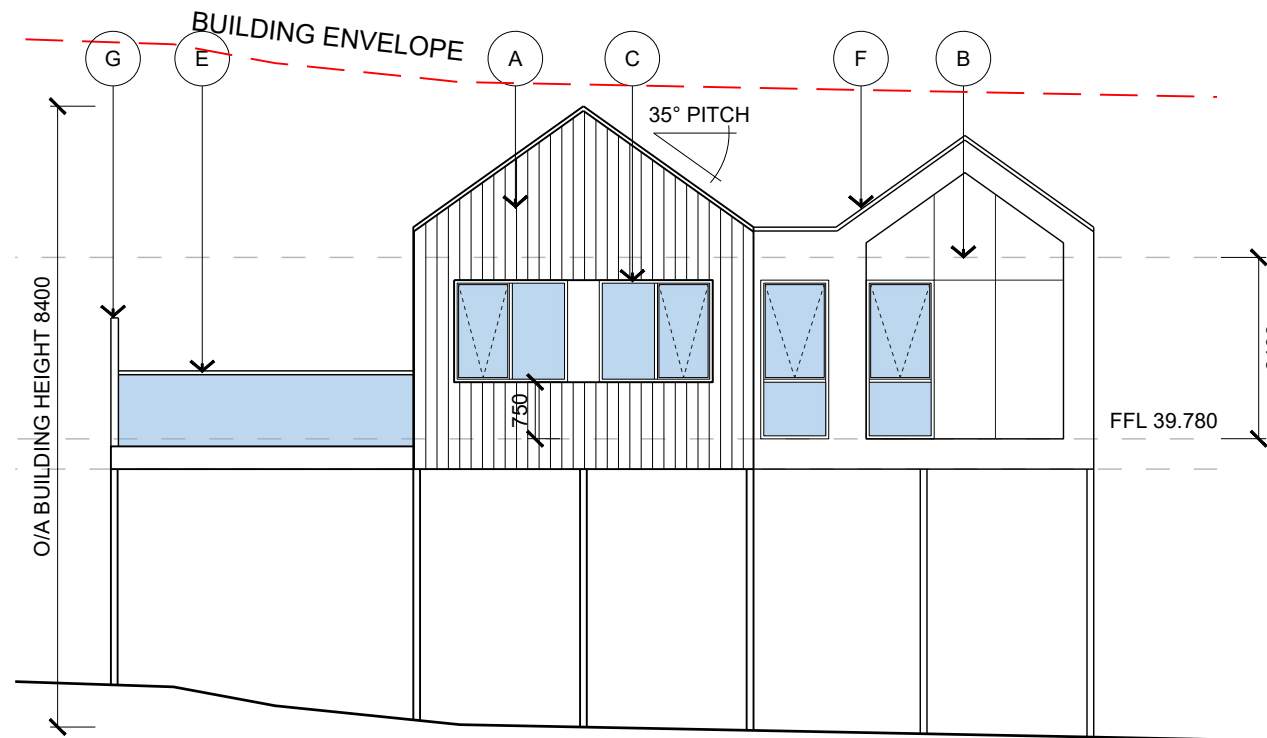 BUILDING ENVELOPE
G
E
A
C
F
B
35° PITCH
O/A BUILDING HEIGHT 8400
750
FFL 39.780